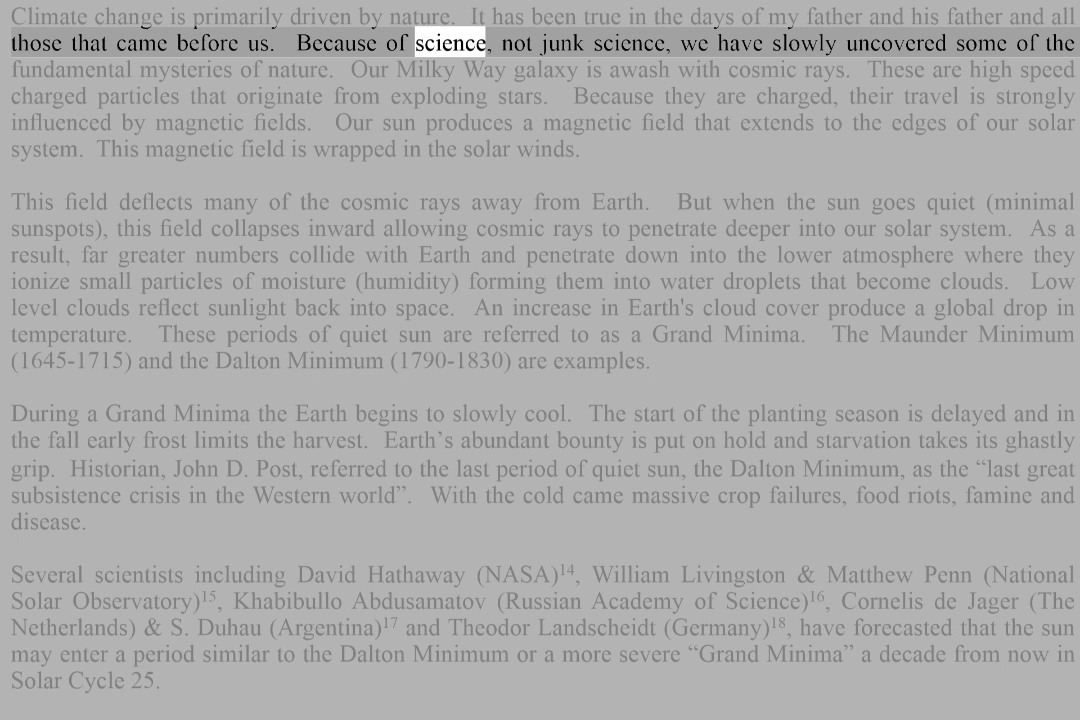 Climate change is primarily driven by nature. It has been true in the days of my father and his father and all
those that came before us. Because of science, not junk science, we have slowly uncovered some of the
fundamental mysteries of nature. Our Milky Way galaxy is awash with cosmic rays. These are high speed
charged particles that originate from exploding stars. Because they are charged, their travel is strongly
influenced by magnetic fields. Our sun produces a magnetic field that extends to the edges of our solar
system. This magnetic field is wrapped in the solar winds.
This field deflects many of the cosmic rays away from Earth. But when the sun goes quiet (minimal
sunspots), this field collapses inward allowing cosmic rays to penetrate deeper into our solar system. As a
result, far greater numbers collide with Earth and penetrate down into the lower atmosphere where they
ionize small particles of moisture (humidity) forming them into water droplets that become clouds. Low
level clouds reflect sunlight back into space. An increase in Earth's cloud cover produce a global drop in
temperature. These periods of quiet sun are referred to as a Grand Minima. The Maunder Minimum
(1645-1715) and the Dalton Minimum (1790-1830) are examples.
During a Grand Minima the Earth begins to slowly cool. The start of the planting season is delayed and in
the fall early frost limits the harvest. Earth’s abundant bounty is put on hold and starvation takes its ghastly
grip. Historian, John D. Post, referred to the last period of quiet sun, the Dalton Minimum, as the “last great
subsistence crisis in the Western world”. With the cold came massive crop failures, food riots, famine and
disease.
Several scientists including David Hathaway (NASA)¹⁴, William Livingston & Matthew Penn (National
Solar Observatory)¹⁵, Khabibullo Abdusamatov (Russian Academy of Science)¹⁶, Cornelis de Jager (The
Netherlands) & S. Duhau (Argentina)¹⁷ and Theodor Landscheidt (Germany)¹⁸, have forecasted that the sun
may enter a period similar to the Dalton Minimum or a more severe “Grand Minima” a decade from now in
Solar Cycle 25.